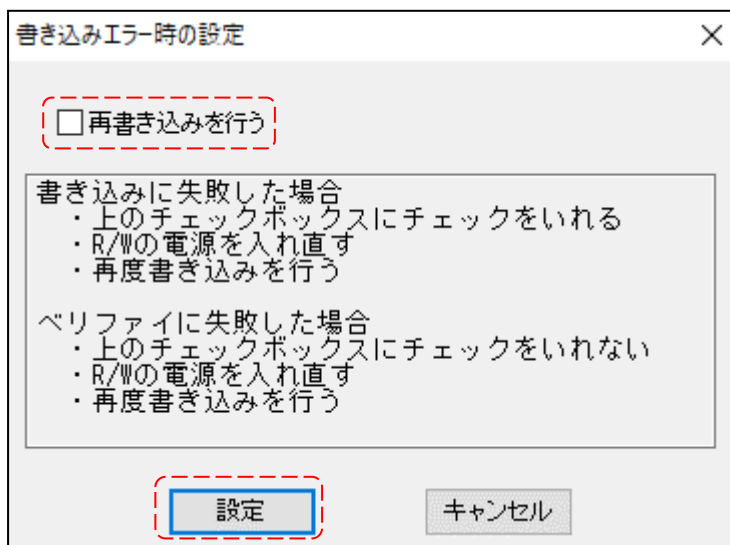 書き込みエラー時の設定
再書き込みを行う
書き込みに失敗した場合
・上のチェックボックスにチェックをいれる
・R/Wの電源を入れ直す
・再度書き込みを行う
ベリファイに失敗した場合
・上のチェックボックスにチェックをいれない
・R/Wの電源を入れ直す
・再度書き込みを行う
設定
キャンセル